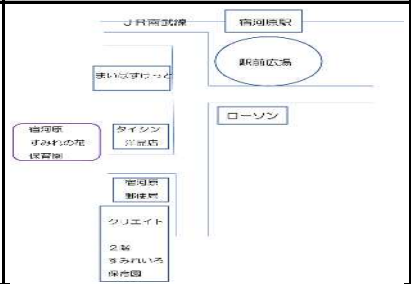 JR南武線
宿河原駅
駅前広場
まいばすけっと
ローソン
宿河原
すみれの花
保育園
タイシン
洋品店
宿河原
郵便局
クリエイト
2階
すみれいろ
保育園